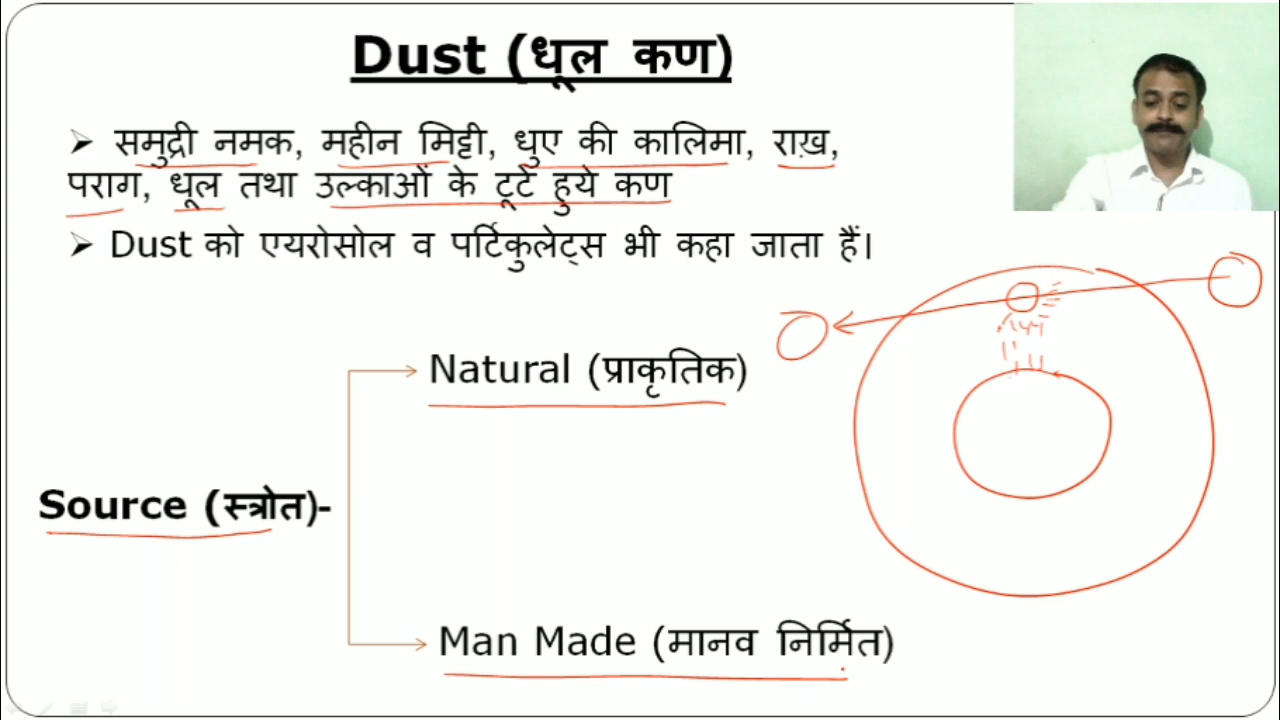 Dust (धूल कण)
➢ समुद्री नमक, महीन मिट्टी, धुए की कालिमा, राख़,
पराग, धूल तथा उल्काओं के टूटे हुये कण
➢ Dust को एयरोसोल व पर्टिकुलेट्स भी कहा जाता हैं।
Natural (प्राकृतिक)
Source (स्त्रोत)-
Man Made (मानव निर्मित)